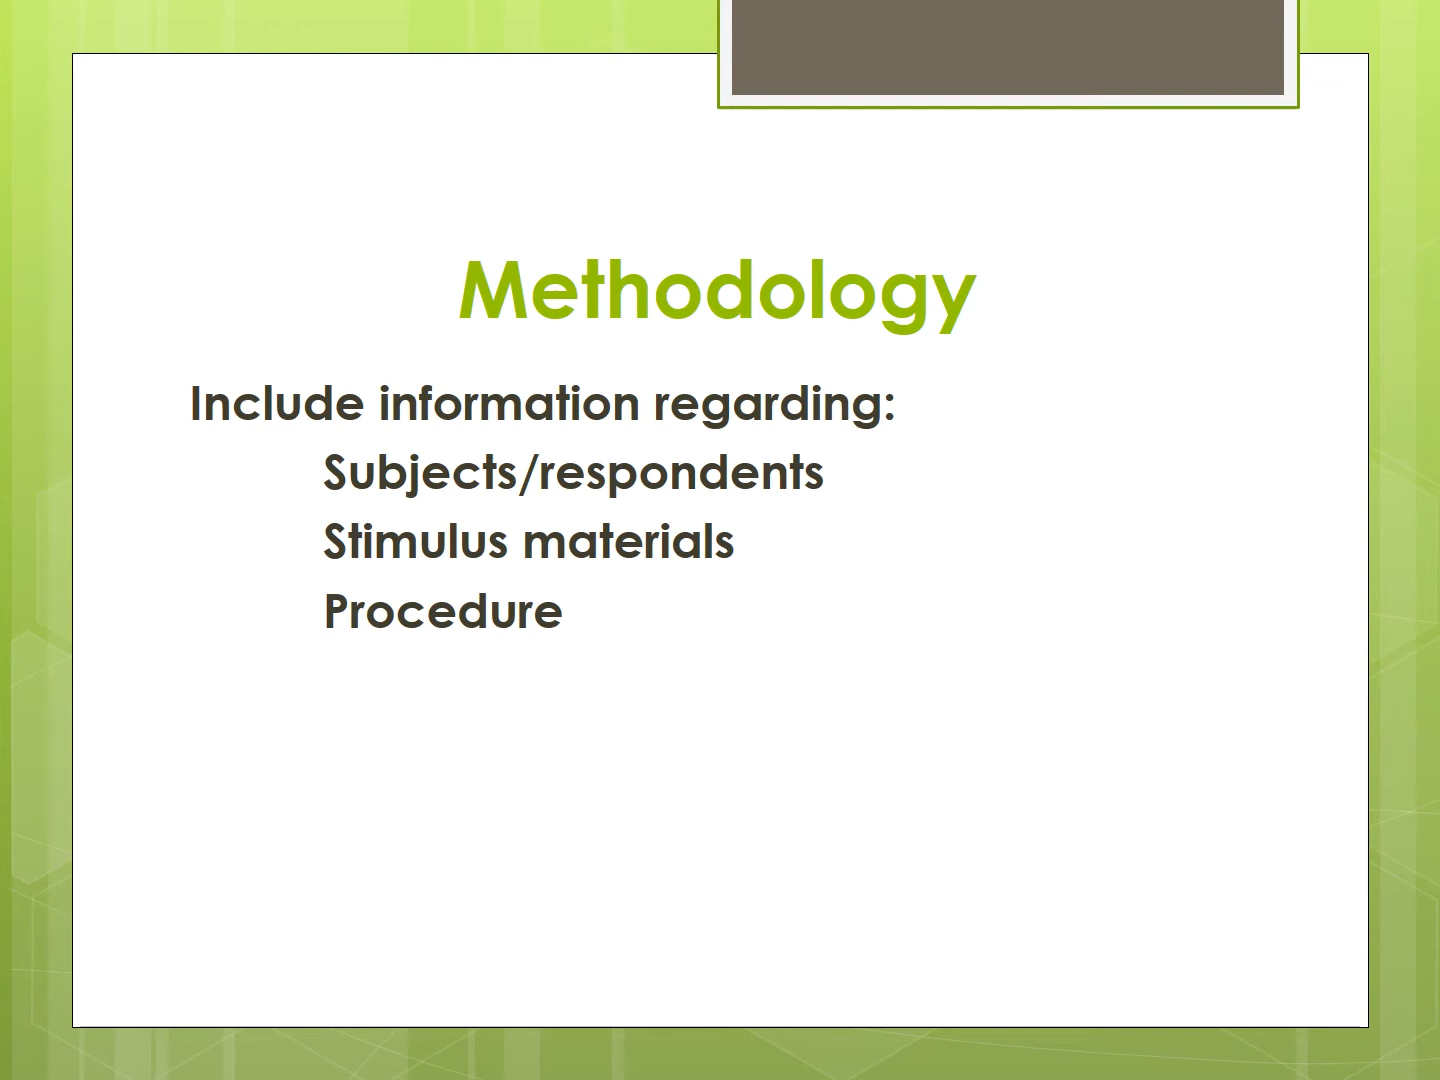 Methodology
Include information regarding:
Subjects/respondents
Stimulus materials
Procedure